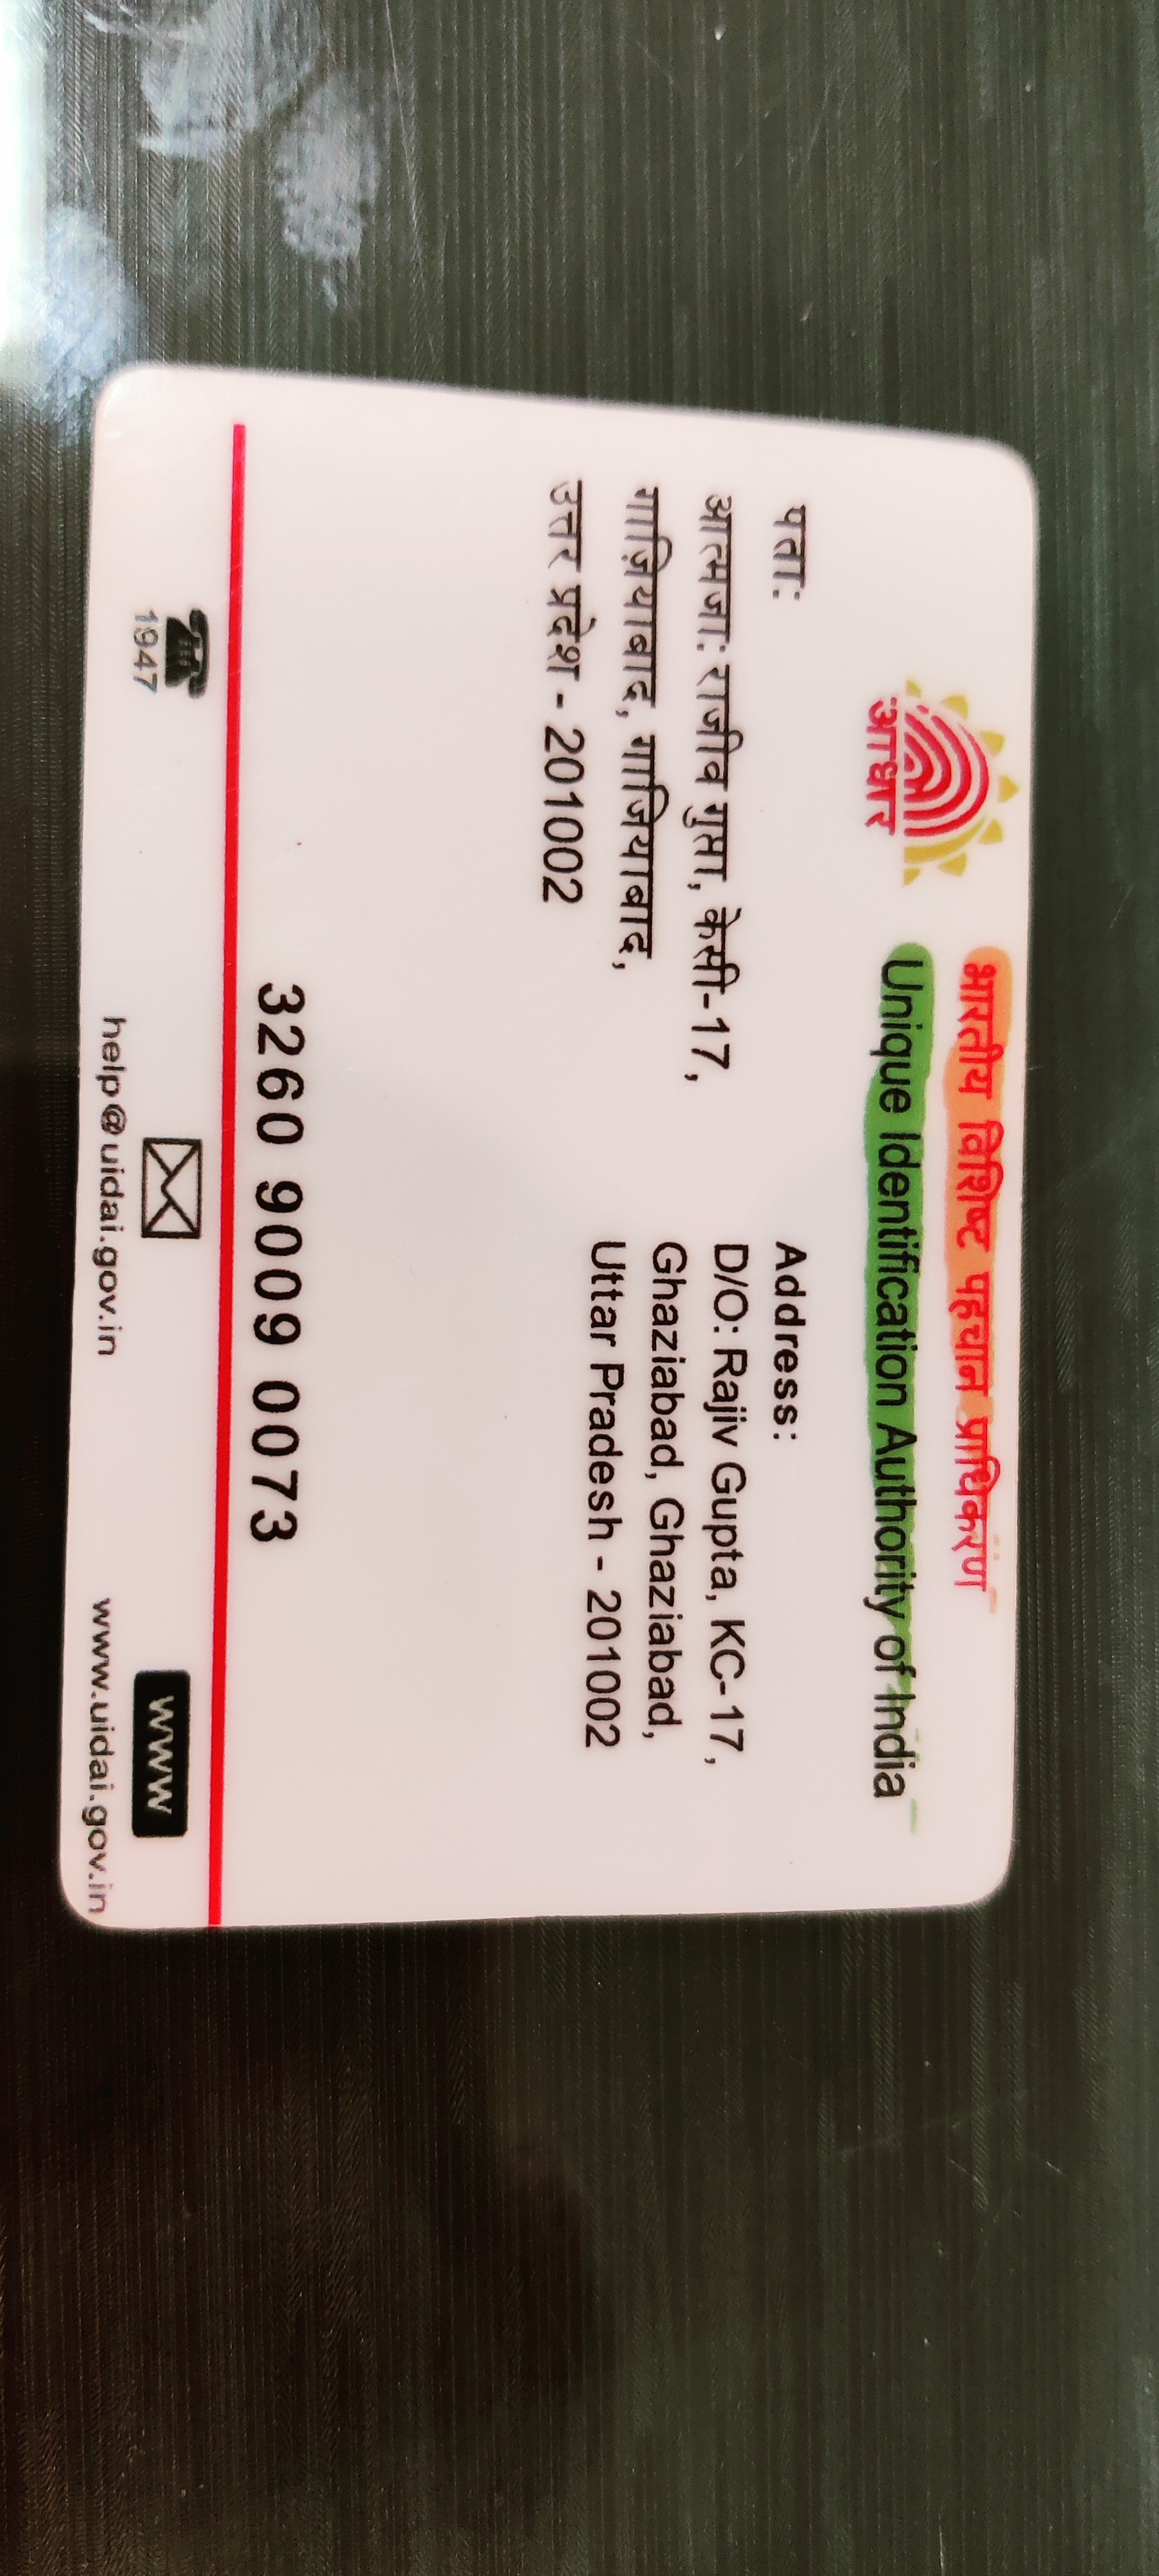 भारतीय विशिष्ट पहचान प्राधिकरण
Unique Identification Authority of India
आधार
पता:
आत्मजा: राजीव गुप्ता, केसी-17,
गाज़ियाबाद, गाजियाबाद,
उत्तर प्रदेश - 201002
Address:
D/O: Rajiv Gupta, KC-17,
Ghaziabad, Ghaziabad,
Uttar Pradesh - 201002
3260 9009 0073
1947
help@uidai.gov.in
www
www.uidai.gov.in